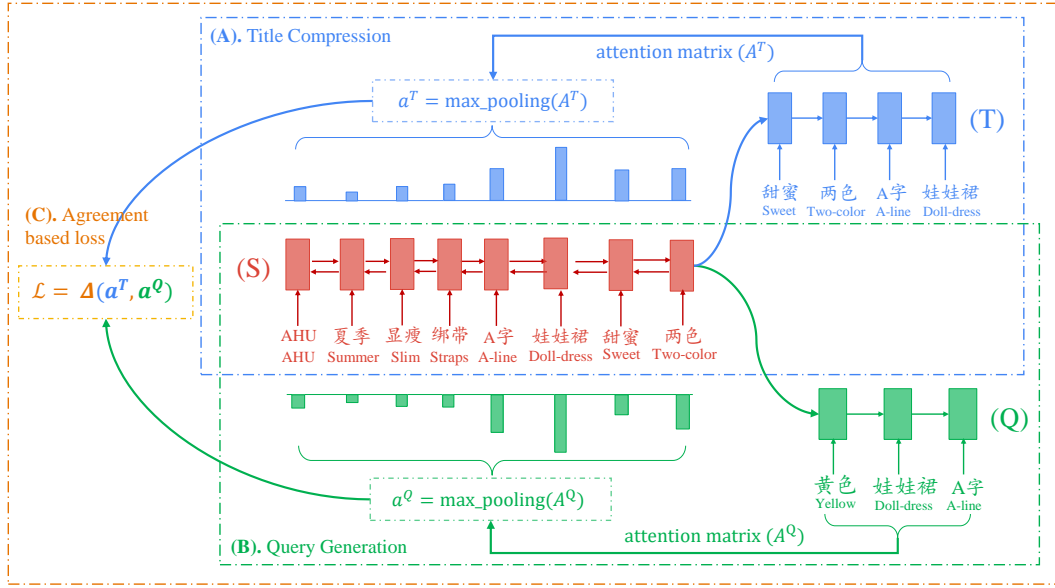 (A). Title Compression
attention matrix (A^T)
a^T = max_pooling(A^T)
(T)
甜蜜 两色 A字 娃娃裙
Sweet Two-color A-line Doll-dress
(C). Agreement
based loss
ℒ = Δ(a^T, a^Q)
(S)
AHU 夏季 显瘦 绑带 A字 娃娃裙 甜蜜 两色
AHU Summer Slim Straps A-line Doll-dress Sweet Two-color
(Q)
黄色 娃娃裙 A字
Yellow Doll-dress A-line
a^Q = max_pooling(A^Q)
attention matrix (A^Q)
(B). Query Generation